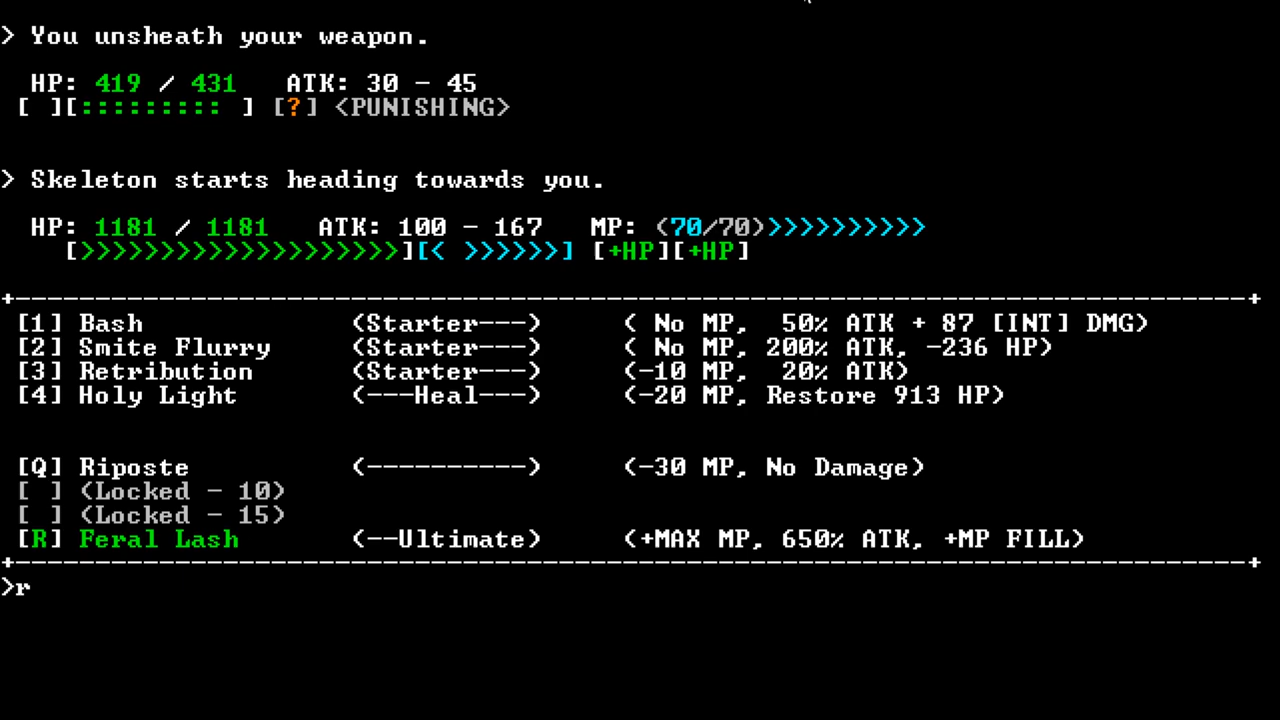 > You unsheath your weapon.
HP: 419 / 431   ATK: 30 - 45
[ ][::::::::: ] [?] <PUNISHING>
> Skeleton starts heading towards you.
HP: 1181 / 1181   ATK: 100 - 167   MP: (70/70)>>>>>>>>>>
[>>>>>>>>>>>>>>>>>>>>][< >>>>>>] [+HP][+HP]
+------------------------------------------------------------------------------+
[1] Bash             (Starter---)     ( No MP,  50% ATK + 87 [INT] DMG)
[2] Smite Flurry     (Starter---)     ( No MP, 200% ATK, -236 HP)
[3] Retribution      (Starter---)     (-10 MP,  20% ATK)
[4] Holy Light       (---Heal---)     (-20 MP, Restore 913 HP)
[Q] Riposte          (----------)     (-30 MP, No Damage)
[ ] (Locked - 10)
[ ] (Locked - 15)
[R] Feral Lash       (--Ultimate)     (+MAX MP, 650% ATK, +MP FILL)
+------------------------------------------------------------------------------+
>r